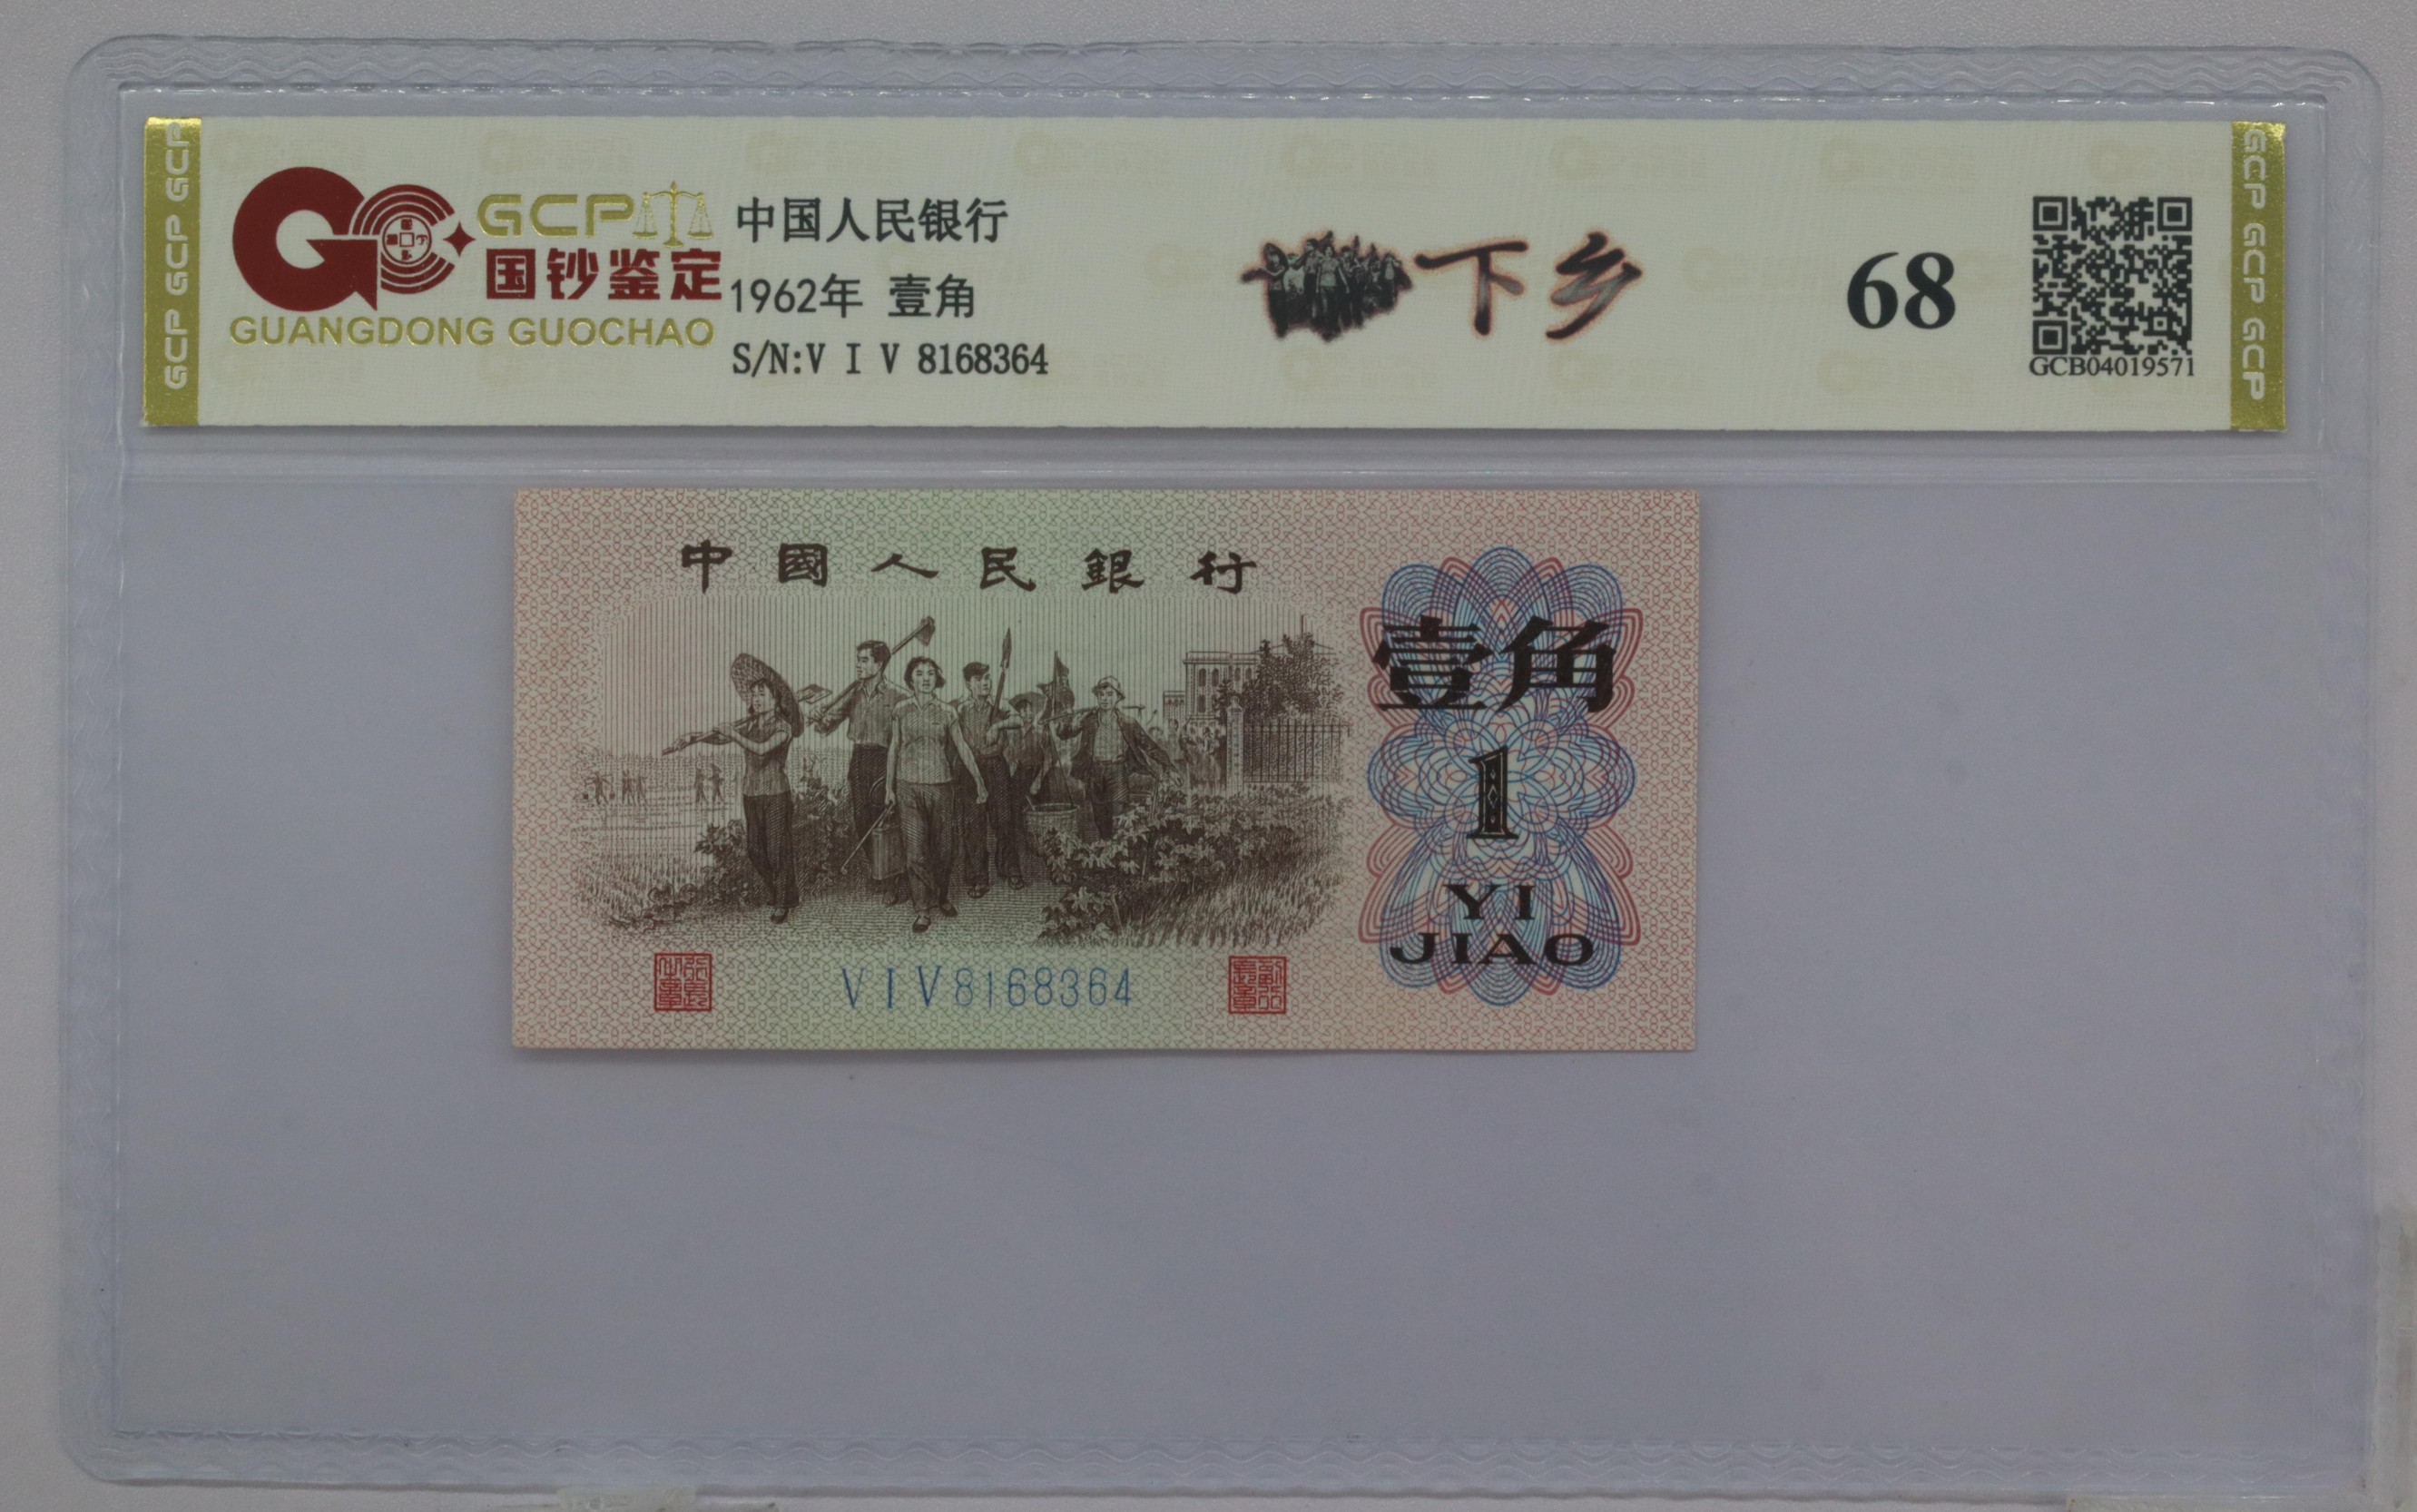 GCP GCP GCP
GCP
国钞鉴定
GUANGDONG GUOCHAO
中国人民银行
1962年 壹角
S/N:V I V 8168364
下乡
68
GCB04019571
GCP GCP GCP GCP
中國人民銀行
壹角
1
YI
JIAO
V I V 8168364